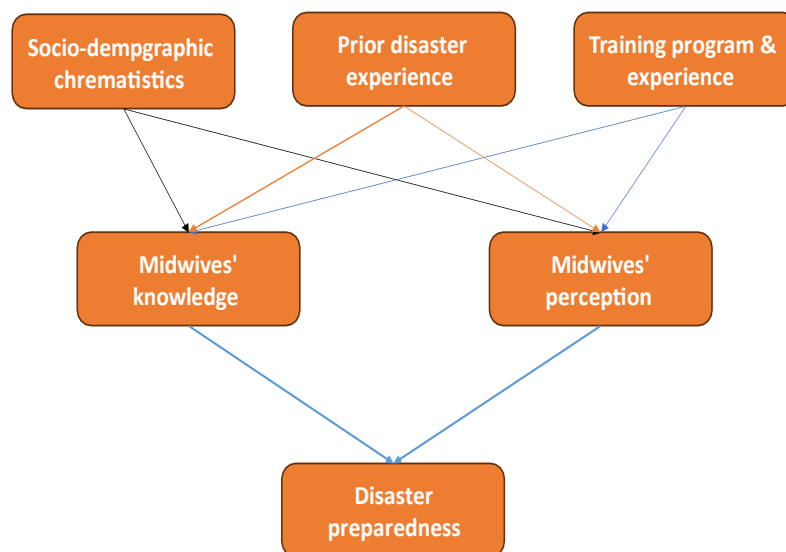 Socio-dempgraphic
chrematistics
Prior disaster
experience
Training program &
experience
Midwives'
knowledge
Midwives'
perception
Disaster
preparedness